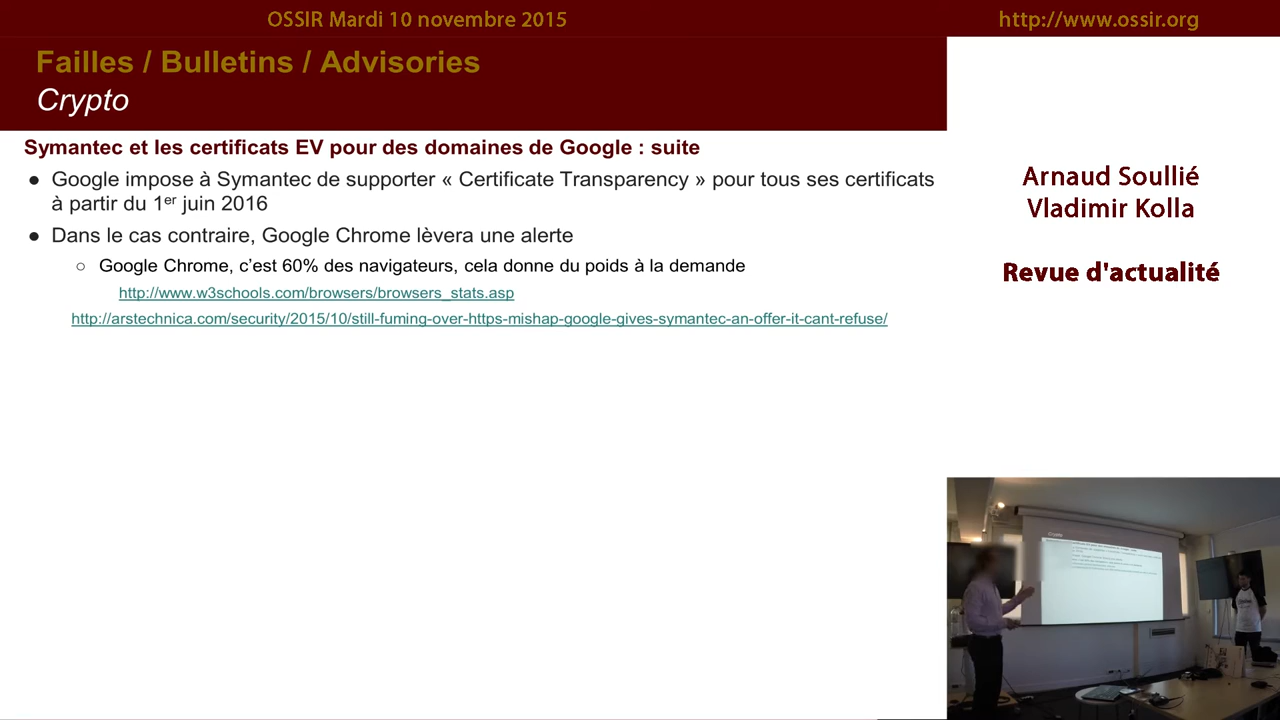 OSSIR Mardi 10 novembre 2015
http://www.ossir.org
Failles / Bulletins / Advisories
Crypto
Symantec et les certificats EV pour des domaines de Google : suite
● Google impose à Symantec de supporter « Certificate Transparency » pour tous ses certificats
à partir du 1er juin 2016
● Dans le cas contraire, Google Chrome lèvera une alerte
○ Google Chrome, c’est 60% des navigateurs, cela donne du poids à la demande
http://www.w3schools.com/browsers/browsers_stats.asp
http://arstechnica.com/security/2015/10/still-fuming-over-https-mishap-google-gives-symantec-an-offer-it-cant-refuse/
Arnaud Soullié
Vladimir Kolla
Revue d'actualité
Crypto